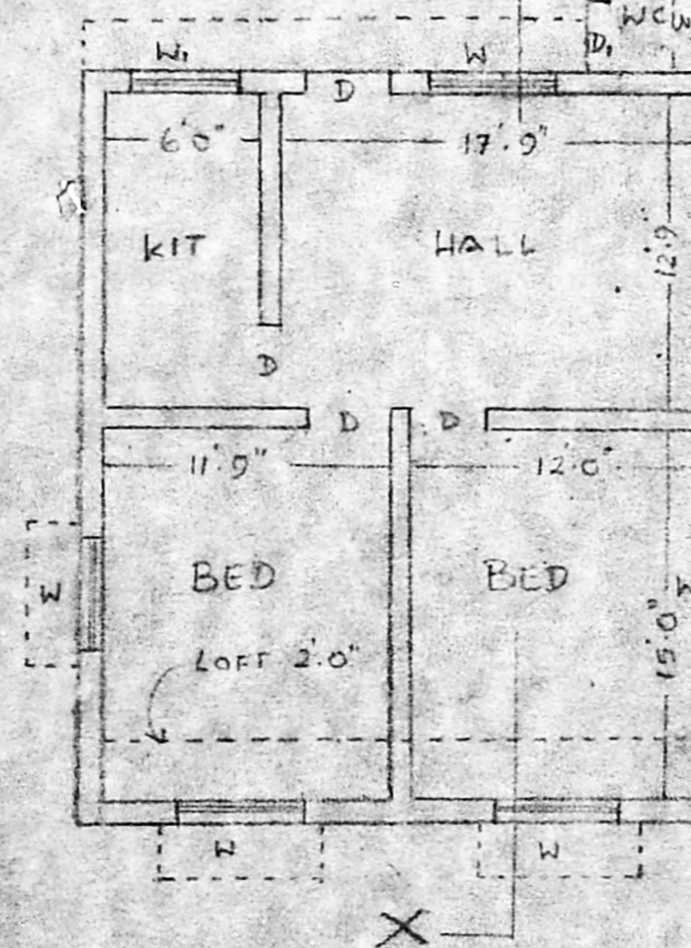 WC W
D1
W1 W
D
6'0" 17'.9"
KIT HALL
12'.9"
D
D D
11'.9" 12'.0"
BED BED
W W
15'.0"
LOFT 2'.0"
W W
X